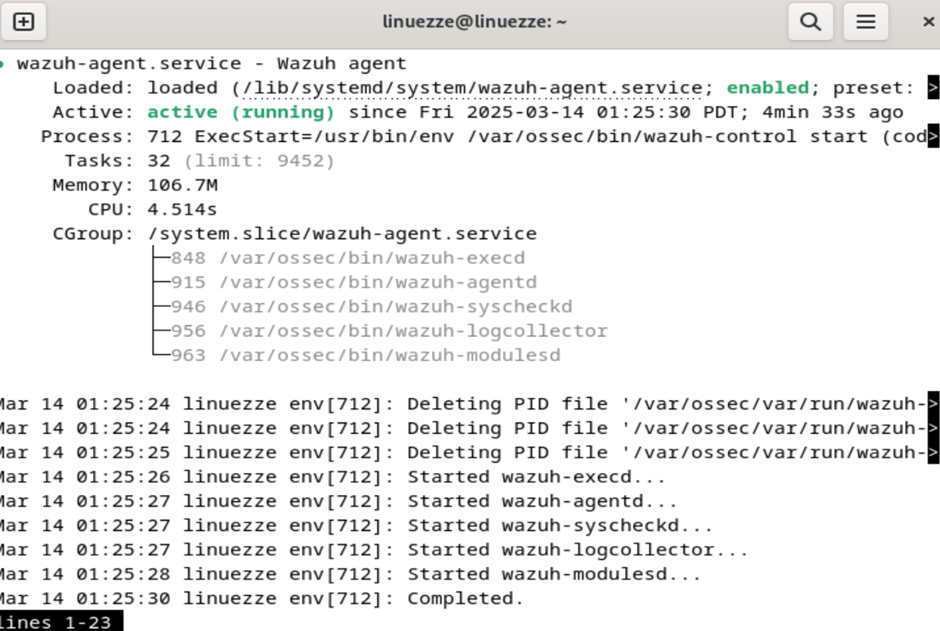 linuezze@linuezze: ~
● wazuh-agent.service - Wazuh agent
Loaded: loaded (/lib/systemd/system/wazuh-agent.service; enabled; preset: >
Active: active (running) since Fri 2025-03-14 01:25:30 PDT; 4min 33s ago
Process: 712 ExecStart=/usr/bin/env /var/ossec/bin/wazuh-control start (cod>
Tasks: 32 (limit: 9452)
Memory: 106.7M
CPU: 4.514s
CGroup: /system.slice/wazuh-agent.service
├─848 /var/ossec/bin/wazuh-execd
├─915 /var/ossec/bin/wazuh-agentd
├─946 /var/ossec/bin/wazuh-syscheckd
├─956 /var/ossec/bin/wazuh-logcollector
└─963 /var/ossec/bin/wazuh-modulesd
Mar 14 01:25:24 linuezze env[712]: Deleting PID file '/var/ossec/var/run/wazuh->
Mar 14 01:25:24 linuezze env[712]: Deleting PID file '/var/ossec/var/run/wazuh->
Mar 14 01:25:25 linuezze env[712]: Deleting PID file '/var/ossec/var/run/wazuh->
Mar 14 01:25:26 linuezze env[712]: Started wazuh-execd...
Mar 14 01:25:27 linuezze env[712]: Started wazuh-agentd...
Mar 14 01:25:27 linuezze env[712]: Started wazuh-syscheckd...
Mar 14 01:25:27 linuezze env[712]: Started wazuh-logcollector...
Mar 14 01:25:28 linuezze env[712]: Started wazuh-modulesd...
Mar 14 01:25:30 linuezze env[712]: Completed.
lines 1-23